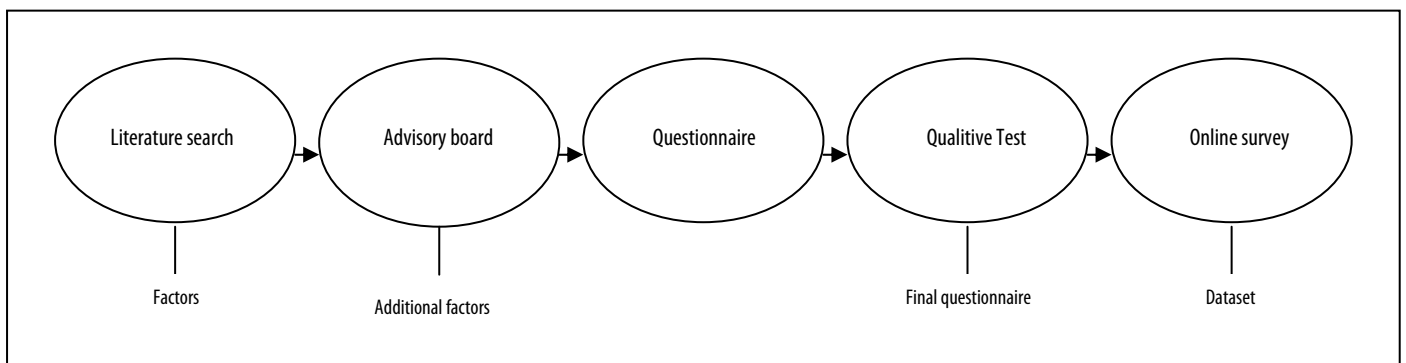 Literature search
Advisory board
Questionnaire
Qualitive Test
Online survey
Factors
Additional factors
Final questionnaire
Dataset